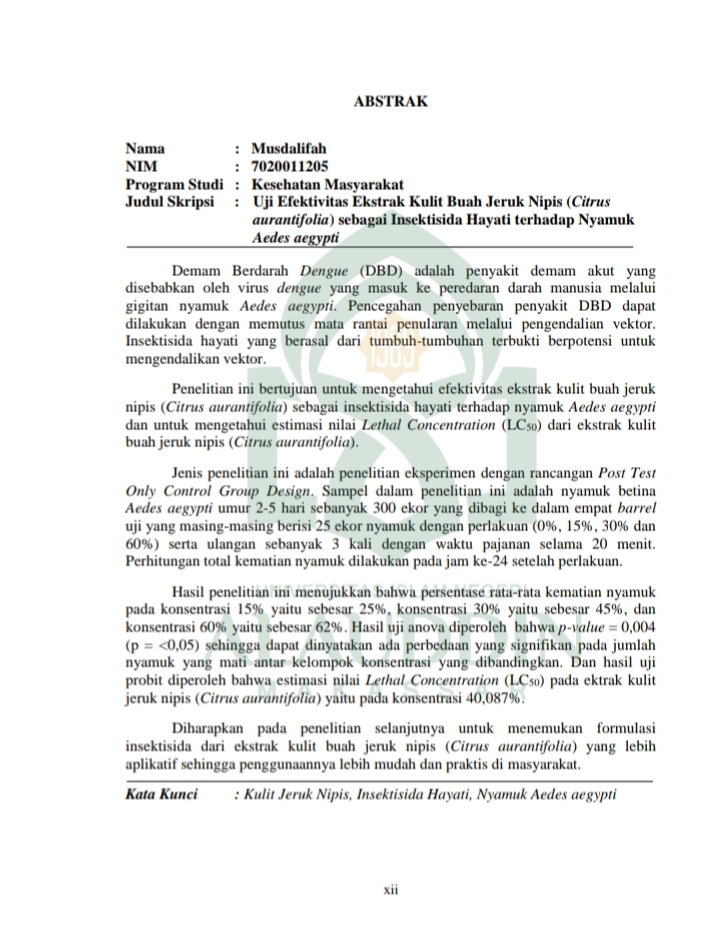 ABSTRAK
Nama : Musdalifah
NIM : 7020011205
Program Studi : Kesehatan Masyarakat
Judul Skripsi : Uji Efektivitas Ekstrak Kulit Buah Jeruk Nipis (Citrus
aurantifolia) sebagai Insektisida Hayati terhadap Nyamuk
Aedes aegypti
Demam Berdarah Dengue (DBD) adalah penyakit demam akut yang
disebabkan oleh virus dengue yang masuk ke peredaran darah manusia melalui
gigitan nyamuk Aedes aegypti. Pencegahan penyebaran penyakit DBD dapat
dilakukan dengan memutus mata rantai penularan melalui pengendalian vektor.
Insektisida hayati yang berasal dari tumbuh-tumbuhan terbukti berpotensi untuk
mengendalikan vektor.
Penelitian ini bertujuan untuk mengetahui efektivitas ekstrak kulit buah jeruk
nipis (Citrus aurantifolia) sebagai insektisida hayati terhadap nyamuk Aedes aegypti
dan untuk mengetahui estimasi nilai Lethal Concentration (LC50) dari ekstrak kulit
buah jeruk nipis (Citrus aurantifolia).
Jenis penelitian ini adalah penelitian eksperimen dengan rancangan Post Test
Only Control Group Design. Sampel dalam penelitian ini adalah nyamuk betina
Aedes aegypti umur 2-5 hari sebanyak 300 ekor yang dibagi ke dalam empat barrel
uji yang masing-masing berisi 25 ekor nyamuk dengan perlakuan (0%, 15%, 30% dan
60%) serta ulangan sebanyak 3 kali dengan waktu pajanan selama 20 menit.
Perhitungan total kematian nyamuk dilakukan pada jam ke-24 setelah perlakuan.
Hasil penelitian ini menujukkan bahwa persentase rata-rata kematian nyamuk
pada konsentrasi 15% yaitu sebesar 25%, konsentrasi 30% yaitu sebesar 45%, dan
konsentrasi 60% yaitu sebesar 62%. Hasil uji anova diperoleh bahwa p-value = 0,004
(p = <0,05) sehingga dapat dinyatakan ada perbedaan yang signifikan pada jumlah
nyamuk yang mati antar kelompok konsentrasi yang dibandingkan. Dan hasil uji
probit diperoleh bahwa estimasi nilai Lethal Concentration (LC50) pada ektrak kulit
jeruk nipis (Citrus aurantifolia) yaitu pada konsentrasi 40,087%.
Diharapkan pada penelitian selanjutnya untuk menemukan formulasi
insektisida dari ekstrak kulit buah jeruk nipis (Citrus aurantifolia) yang lebih
aplikatif sehingga penggunaannya lebih mudah dan praktis di masyarakat.
Kata Kunci : Kulit Jeruk Nipis, Insektisida Hayati, Nyamuk Aedes aegypti
UNIVERSITAS ISLAM NEGERI
ALAUDDIN
MAKASSAR
xii